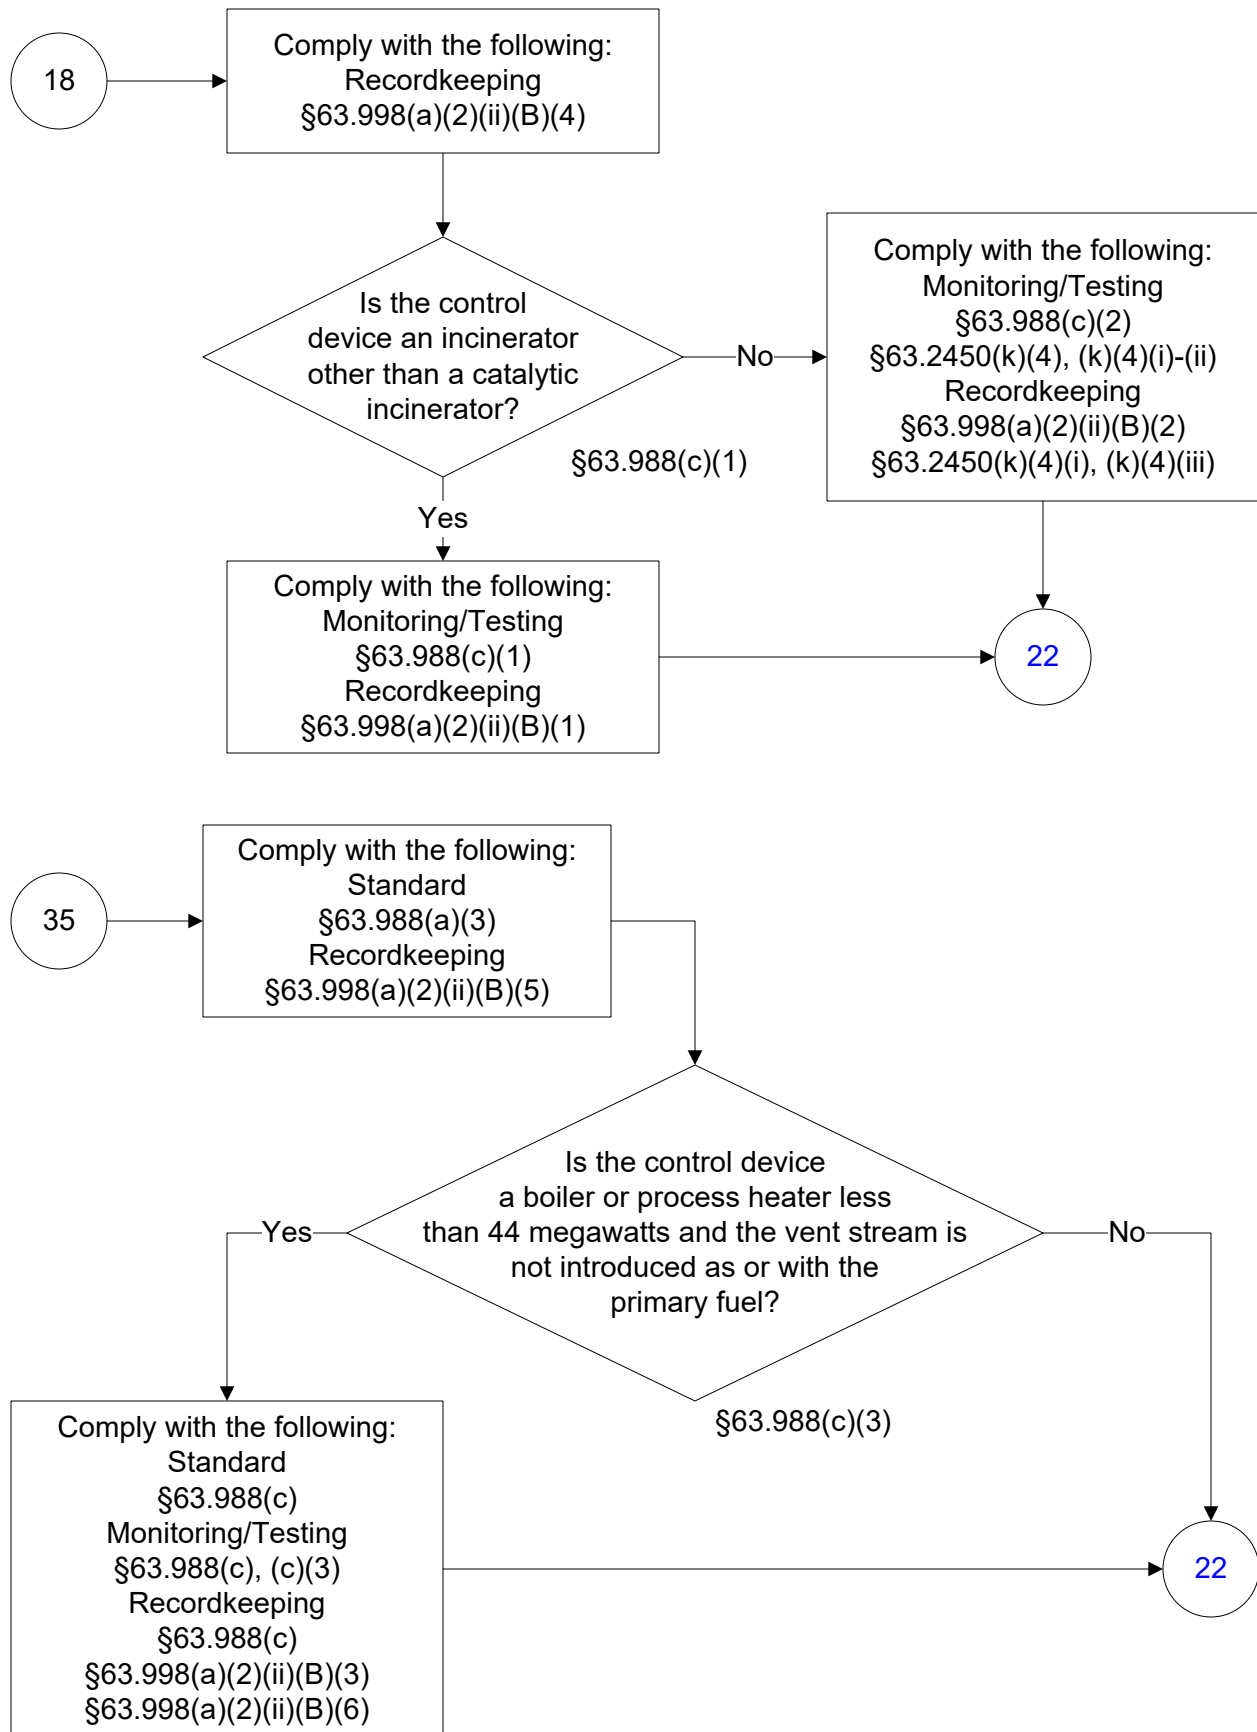 18
Comply with the following:
Recordkeeping
§63.998(a)(2)(ii)(B)(4)
Is the control
device an incinerator
other than a catalytic
incinerator?
No
§63.988(c)(1)
Comply with the following:
Monitoring/Testing
§63.988(c)(2)
§63.2450(k)(4), (k)(4)(i)-(ii)
Recordkeeping
§63.998(a)(2)(ii)(B)(2)
§63.2450(k)(4)(i), (k)(4)(iii)
Yes
Comply with the following:
Monitoring/Testing
§63.988(c)(1)
Recordkeeping
§63.998(a)(2)(ii)(B)(1)
22
35
Comply with the following:
Standard
§63.988(a)(3)
Recordkeeping
§63.998(a)(2)(ii)(B)(5)
Is the control device
a boiler or process heater less
than 44 megawatts and the vent stream is
not introduced as or with the
primary fuel?
Yes
No
§63.988(c)(3)
Comply with the following:
Standard
§63.988(c)
Monitoring/Testing
§63.988(c), (c)(3)
Recordkeeping
§63.988(c)
§63.998(a)(2)(ii)(B)(3)
§63.998(a)(2)(ii)(B)(6)
22